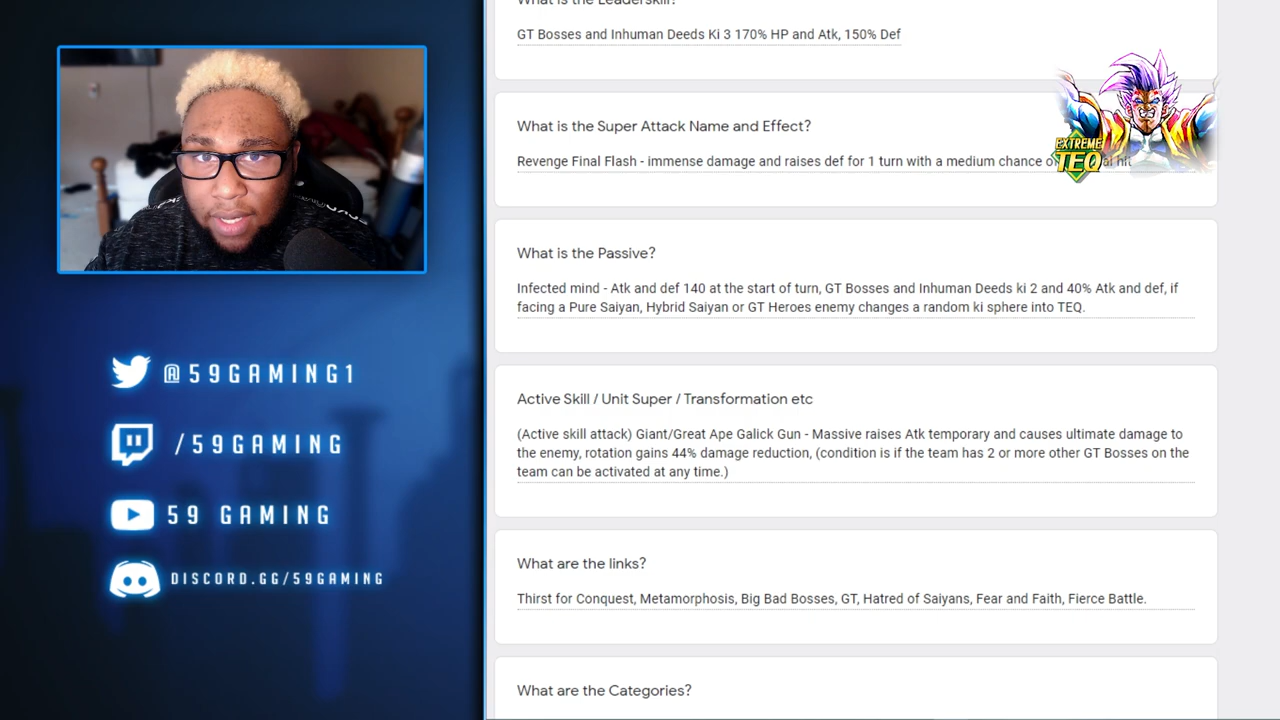 What is the Leaderskill?
GT Bosses and Inhuman Deeds Ki 3 170% HP and Atk, 150% Def
What is the Super Attack Name and Effect?
Revenge Final Flash - immense damage and raises def for 1 turn with a medium chance
hit
EXTREME
TEQ
What is the Passive?
Infected mind - Atk and def 140 at the start of turn, GT Bosses and Inhuman Deeds ki 2 and 40% Atk and def, if
facing a Pure Saiyan, Hybrid Saiyan or GT Heroes enemy changes a random ki sphere into TEQ.
Active Skill / Unit Super / Transformation etc
(Active skill attack) Giant/Great Ape Galick Gun - Massive raises Atk temporary and causes ultimate damage to
the enemy, rotation gains 44% damage reduction, (condition is if the team has 2 or more other GT Bosses on the
team can be activated at any time.)
What are the links?
Thirst for Conquest, Metamorphosis, Big Bad Bosses, GT, Hatred of Saiyans, Fear and Faith, Fierce Battle.
What are the Categories?
@59GAMING1
/59GAMING
59 GAMING
DISCORD.GG/59GAMING